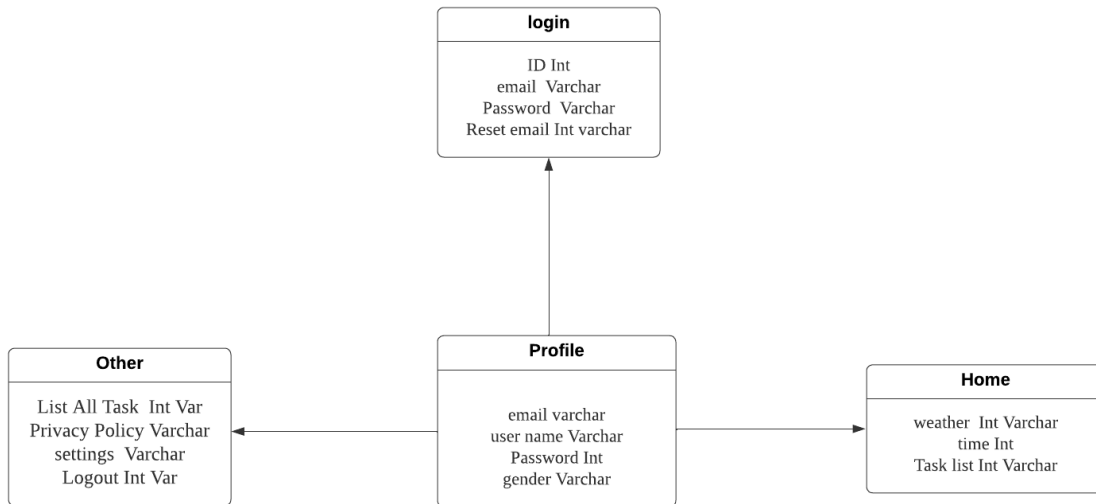 login
ID Int
email Varchar
Password Varchar
Reset email Int varchar
Other
List All Task Int Var
Privacy Policy Varchar
settings Varchar
Logout Int Var
Profile
email varchar
user name Varchar
Password Int
gender Varchar
Home
weather Int Varchar
time Int
Task list Int Varchar